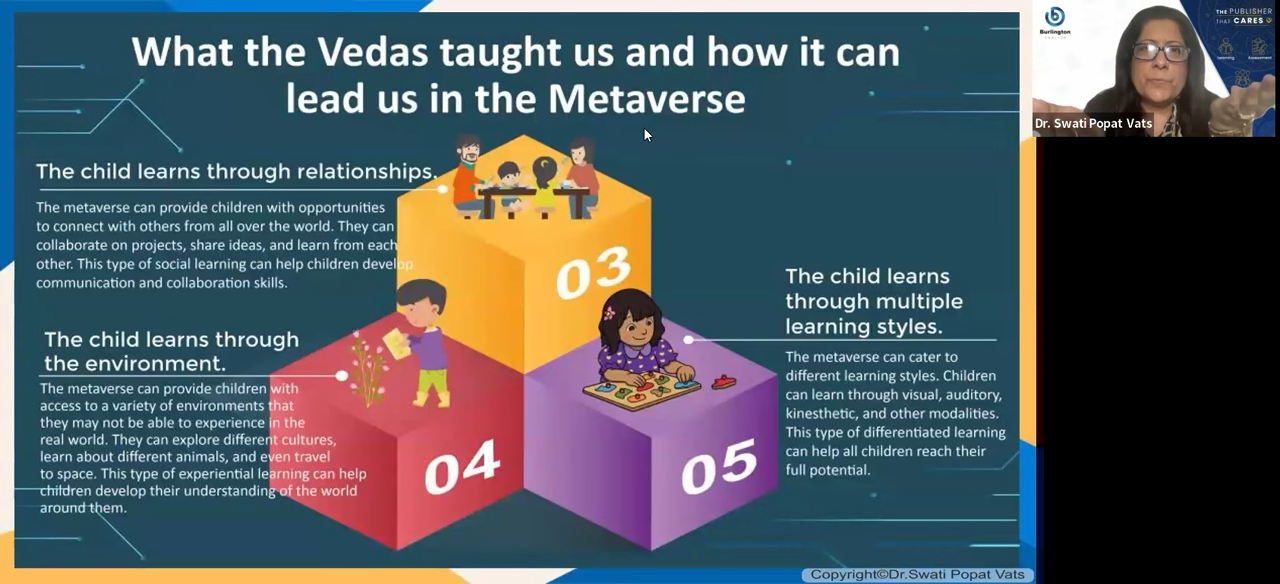 What the Vedas taught us and how it can
lead us in the Metaverse
The child learns through relationships.
The metaverse can provide children with opportunities
to connect with others from all over the world. They can
collaborate on projects, share ideas, and learn from each
other. This type of social learning can help children develop
communication and collaboration skills.
03
The child learns through
the environment.
The metaverse can provide children with
access to a variety of environments that
they may not be able to experience in the
real world. They can explore different cultures,
learn about different animals, and even travel
to space. This type of experiential learning can help
children develop their understanding of the world
around them.
04
The child learns
through multiple
learning styles.
The metaverse can cater to
different learning styles. Children
can learn through visual, auditory,
kinesthetic, and other modalities.
This type of differentiated learning
can help all children reach their
full potential.
05
Copyright©Dr.Swati Popat Vats
Burlington
THE PUBLISHER
THAT CARES
Learning
Assessment
Dr. Swati Popat Vats